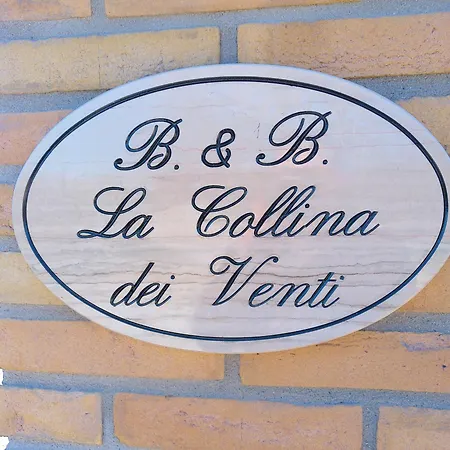 B. & B.
La Collina
dei Venti